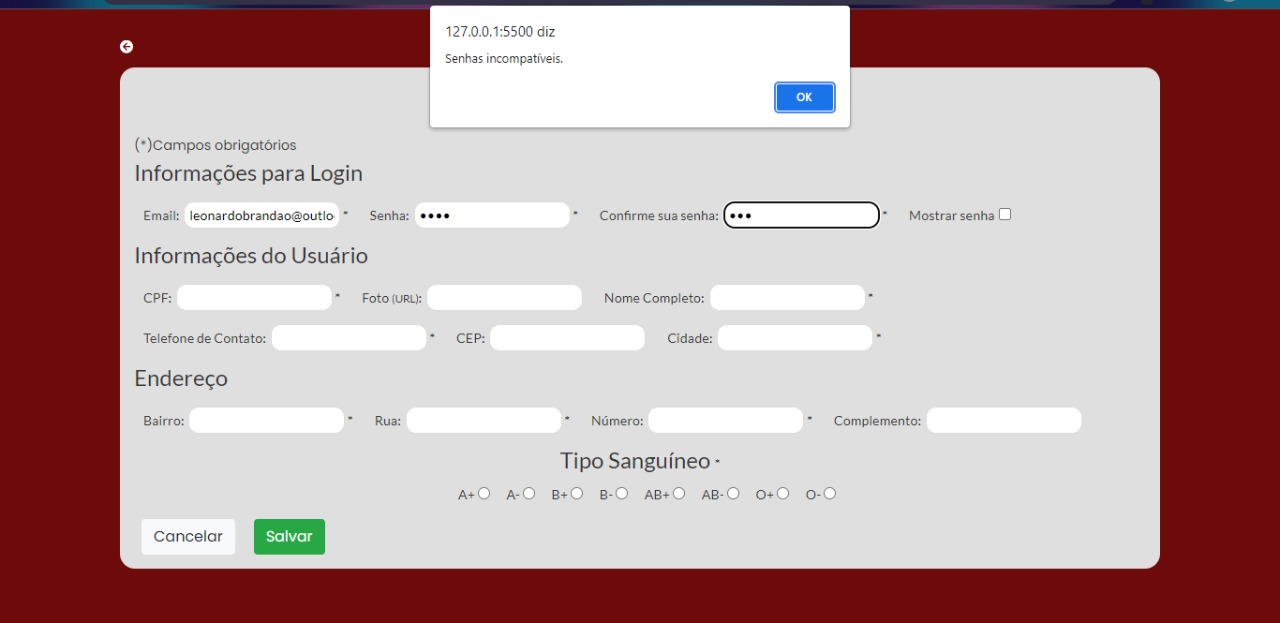 127.0.0.1:5500 diz
Senhas incompatíveis.
OK
(*)Campos obrigatórios
Informações para Login
Email: leonardobrandao@outlo * Senha: •••• * Confirme sua senha: ••• * Mostrar senha
Informações do Usuário
CPF: * Foto (URL): Nome Completo: *
Telefone de Contato: * CEP: Cidade: *
Endereço
Bairro: * Rua: * Número: * Complemento:
Tipo Sanguíneo *
A+ A- B+ B- AB+ AB- O+ O-
Cancelar Salvar